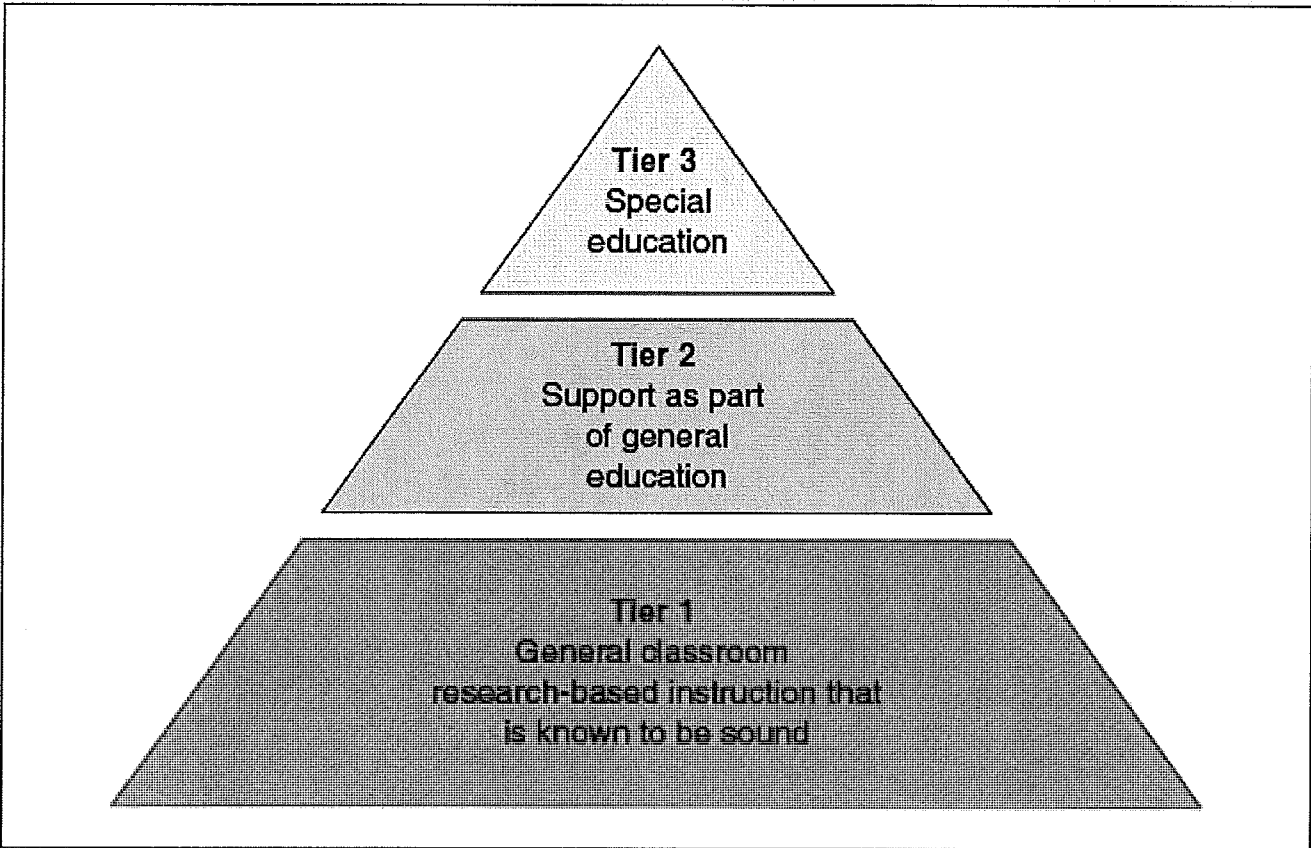 Tier 3
Special
education
Tier 2
Support as part
of general
education
Tier 1
General classroom
research-based instruction that
is known to be sound